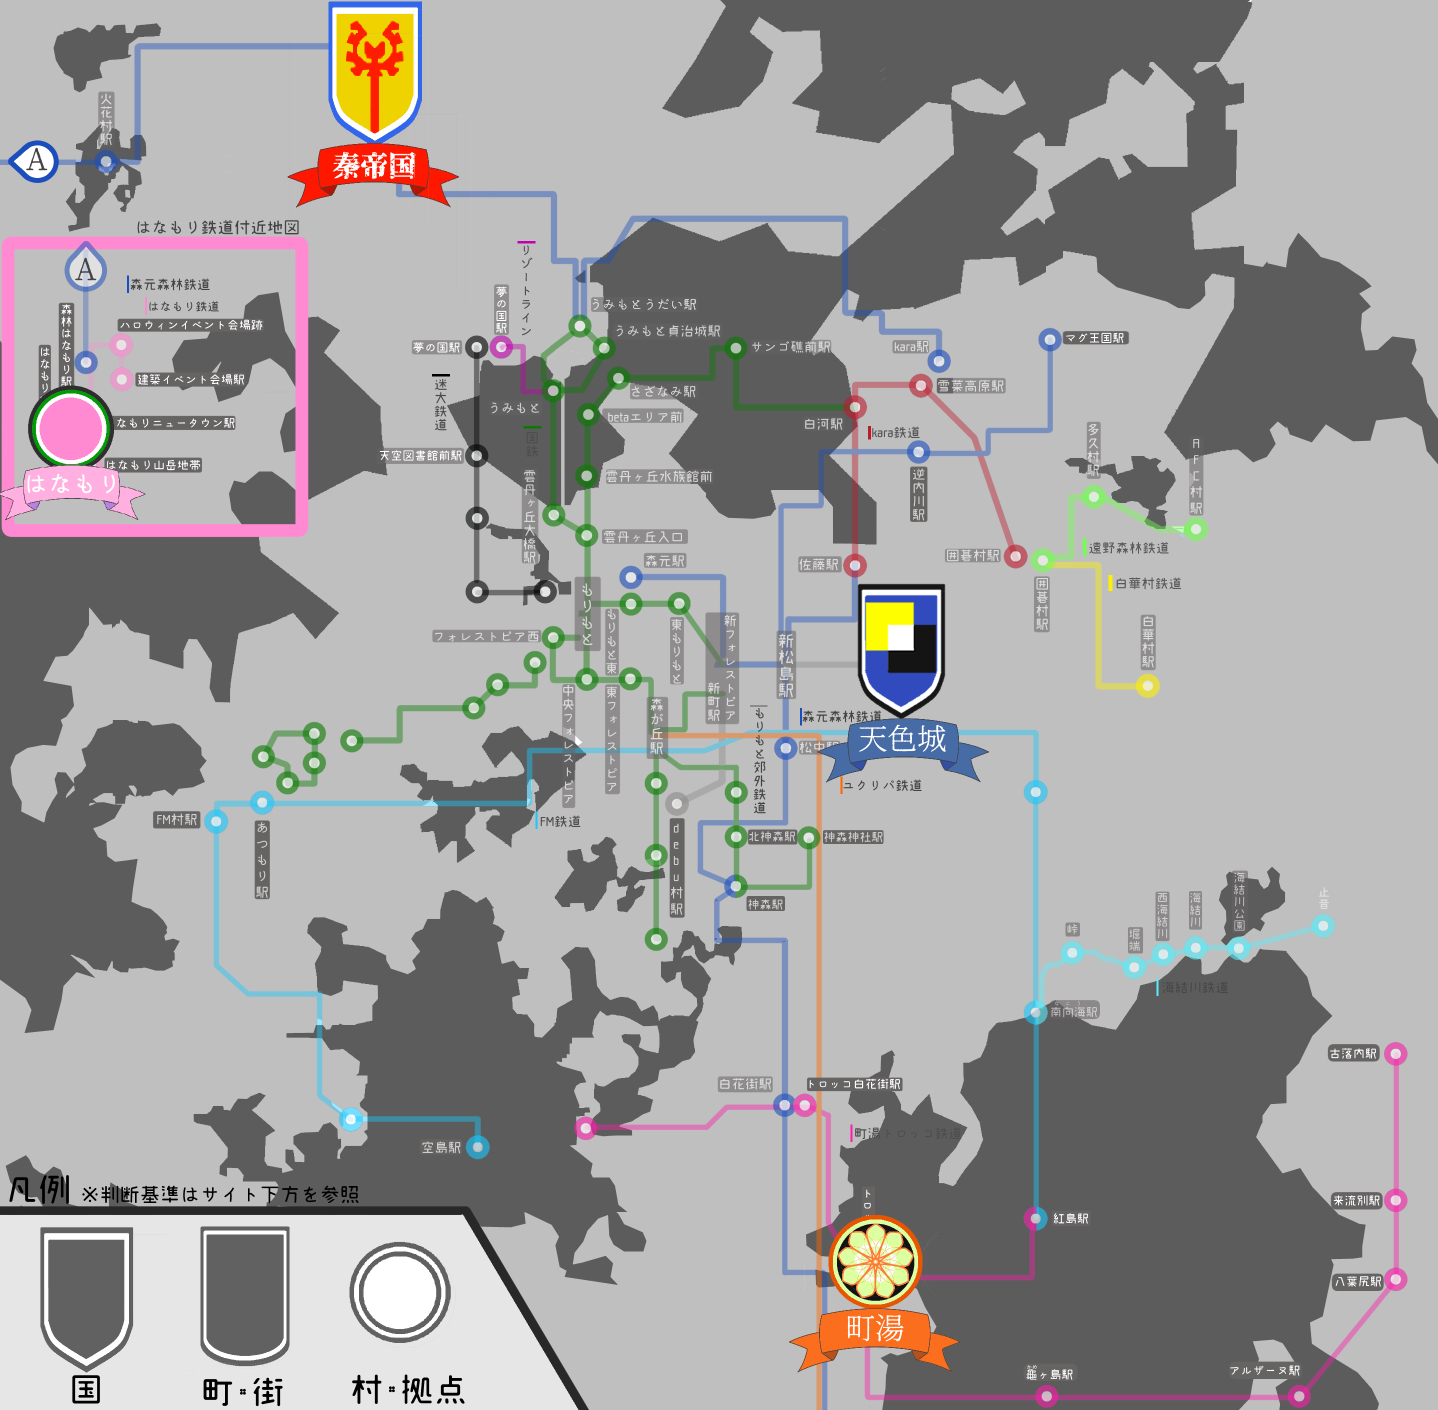 火花村駅
A
秦帝国
はなもり鉄道付近地図
A
森元森林鉄道
はなもり鉄道
ハロウィンイベント会場跡
森林はなもり駅
建築イベント会場駅
なもりニュータウン駅
はなもり山岳地帯
はなもり
リゾートライン
夢の国駅
夢の国駅
迷大鉄道
天空図書館前駅
うみもとうだい駅
うみもと貞治城駅
サンゴ礁前駅
さざなみ駅
うみもと
betaエリア前
国鉄
雲丹ヶ丘水族館前
雲丹ヶ丘大橋駅
雲丹ヶ丘入口
kara駅
マグ王国駅
雪菜高原駅
白河駅
kara鉄道
逆内川駅
多久村駅
遠野森林鉄道
囲碁村駅
囲碁村駅
白華村鉄道
白華村駅
佐藤駅
森元駅
もりもと
もりもと東
東もりもと
新フォレストピア
新町駅
新松島駅
フォレストピア西
中央フォレストピア
東フォレストピア
森が丘駅
もりもと郊外鉄道
森元森林鉄道
松中駅
天色城
ユクリバ鉄道
FM村駅
あつもり駅
FM鉄道
debu村駅
北神森駅
神森神社駅
神森駅
峠
堀端
西海結川
海結川
海結川公園
止音
海結川鉄道
南向海駅
空島駅
白花街駅
トロッコ白花街駅
町湯トロッコ鉄道
古落内駅
来流別駅
八葉尻駅
紅島駅
町湯
龍ヶ島駅
アルザーヌ駅
凡例 ※判断基準はサイト下方を参照
国
町・街
村・拠点